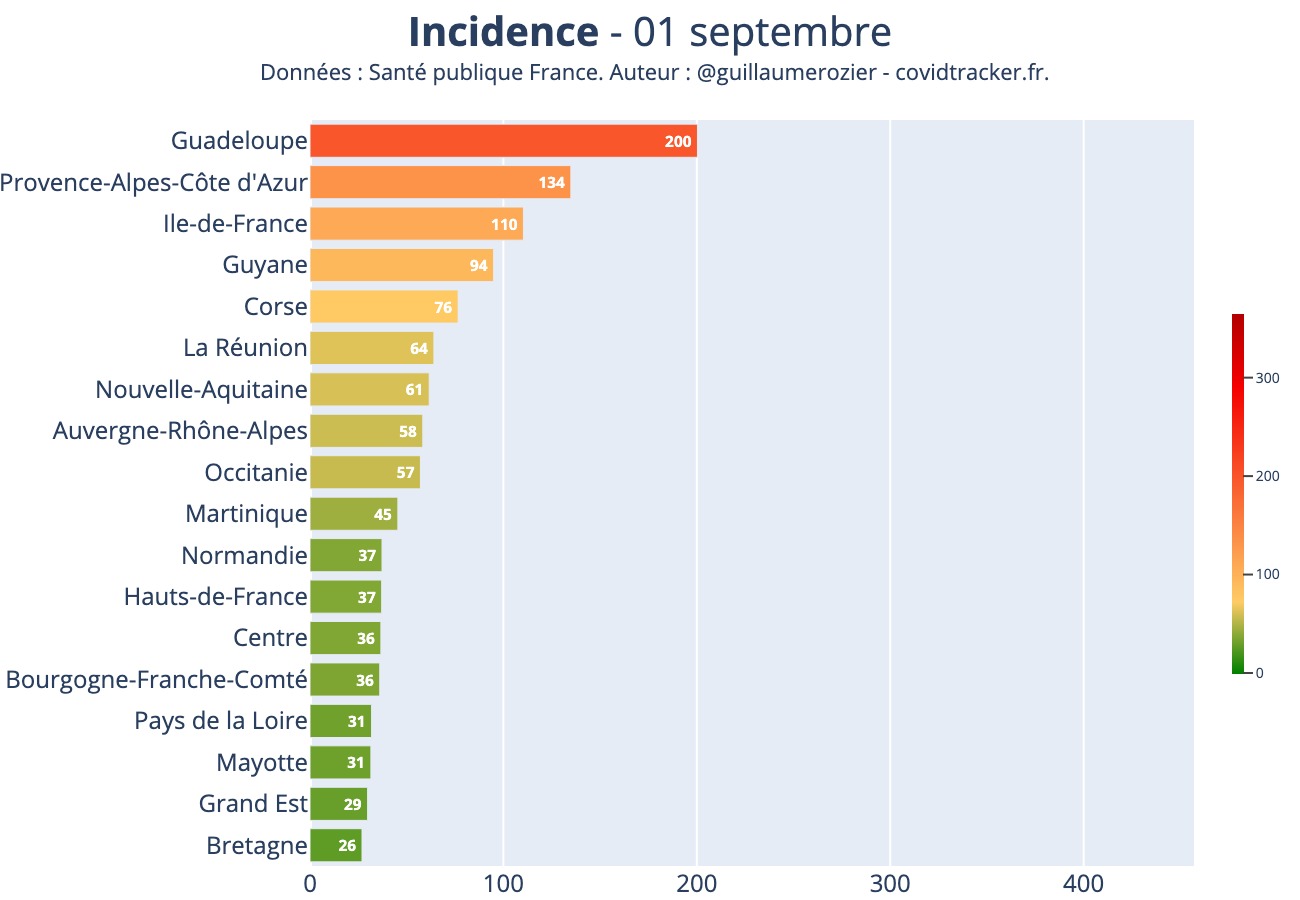 Incidence - 01 septembre
Données : Santé publique France. Auteur : @guillaumerozier - covidtracker.fr.
Guadeloupe 200
Provence-Alpes-Côte d'Azur 134
Ile-de-France 110
Guyane 94
Corse 76
La Réunion 64
Nouvelle-Aquitaine 61
Auvergne-Rhône-Alpes 58
Occitanie 57
Martinique 45
Normandie 37
Hauts-de-France 37
Centre 36
Bourgogne-Franche-Comté 36
Pays de la Loire 31
Mayotte 31
Grand Est 29
Bretagne 26
0 100 200 300 400
300
200
100
0